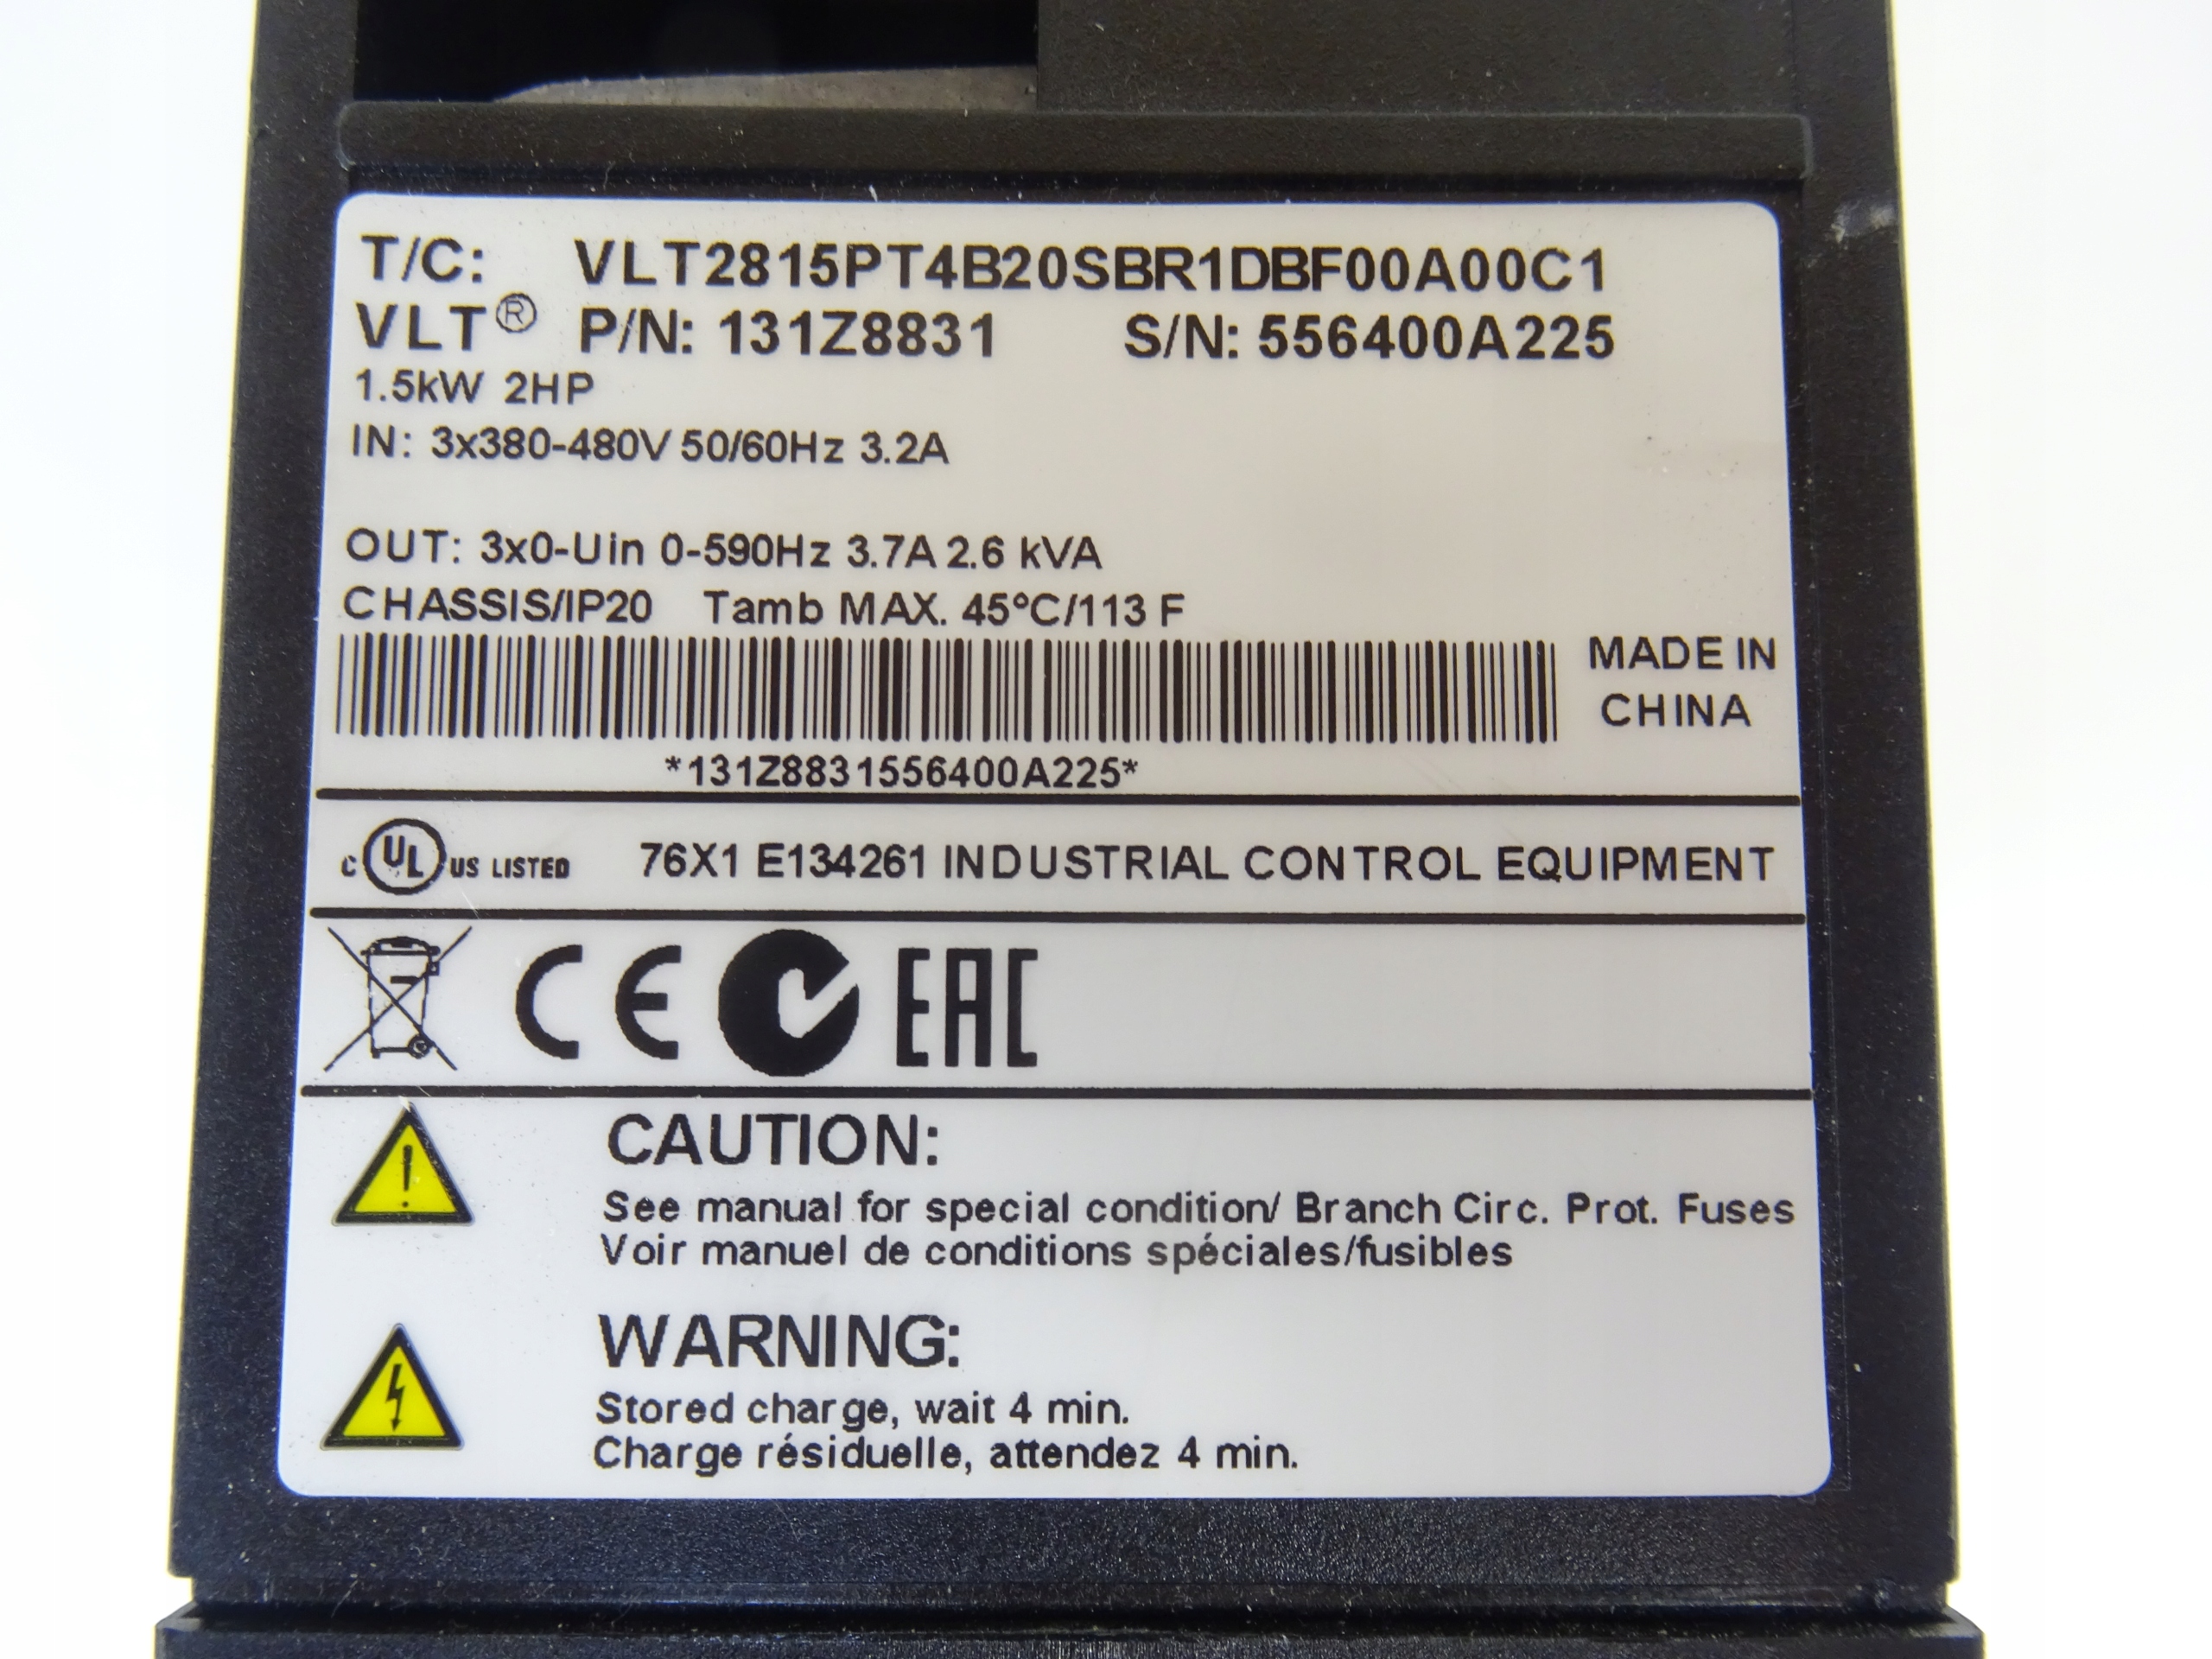 T/C: VLT2815PT4B20SBR1DBF00A00C1
VLT® P/N: 131Z8831 S/N: 556400A225
1.5kW 2HP
IN: 3x380-480V 50/60Hz 3.2A
OUT: 3x0-Uin 0-590Hz 3.7A 2.6 kVA
CHASSIS/IP20 Tamb MAX. 45°C/113 F
MADE IN
CHINA
*131Z8831556400A225*
C UL US LISTED 76X1 E134261 INDUSTRIAL CONTROL EQUIPMENT
CE EAC
CAUTION:
See manual for special condition/ Branch Circ. Prot. Fuses
Voir manuel de conditions spéciales/fusibles
WARNING:
Stored charge, wait 4 min.
Charge résiduelle, attendez 4 min.